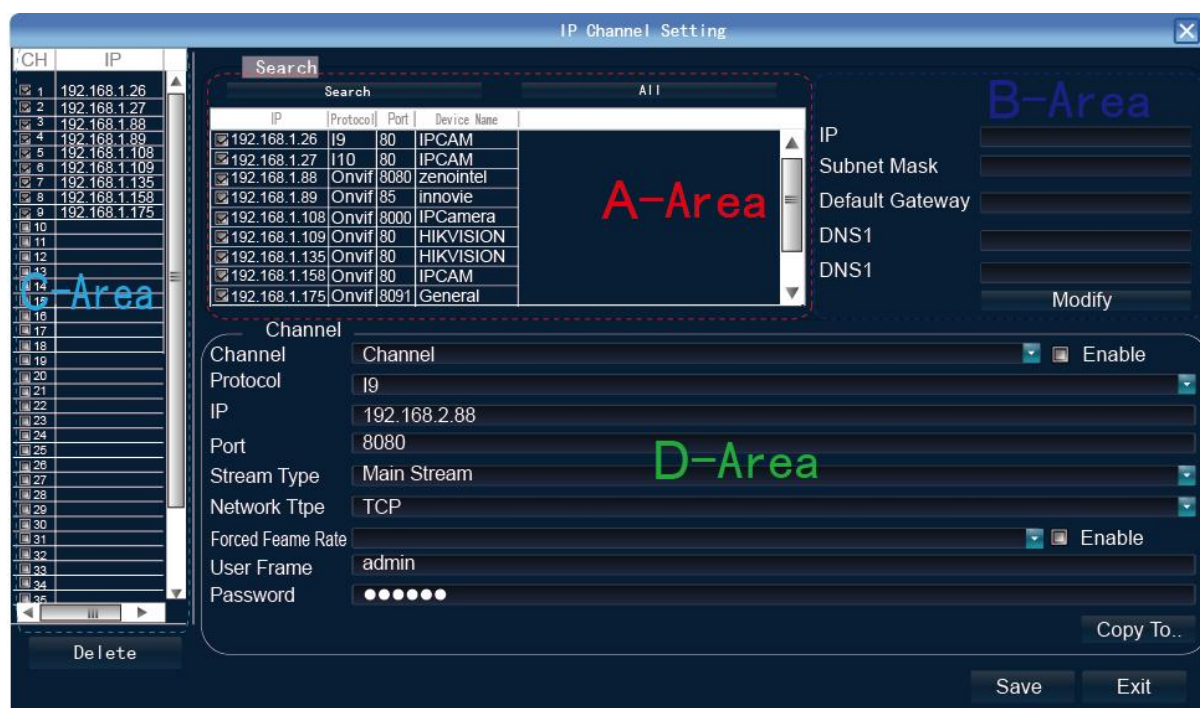 IP Channel Setting
CH IP
1 192.168.1.26
2 192.168.1.27
3 192.168.1.88
4 192.168.1.89
5 192.168.1.108
6 192.168.1.109
7 192.168.1.135
8 192.168.1.158
9 192.168.1.175
10
11
12
13
14
15
16
17
18
19
20
21
22
23
24
25
26
27
28
29
30
31
32
33
34
35
C-Area
Delete
Search
Search All
IP Protocol Port Device Name
192.168.1.26 I9 80 IPCAM
192.168.1.27 I10 80 IPCAM
192.168.1.88 Onvif 8080 zenointel
192.168.1.89 Onvif 85 innovie
192.168.1.108 Onvif 8000 IPCamera
192.168.1.109 Onvif 80 HIKVISION
192.168.1.135 Onvif 80 HIKVISION
192.168.1.158 Onvif 80 IPCAM
192.168.1.175 Onvif 8091 General
A-Area
B-Area
IP
Subnet Mask
Default Gateway
DNS1
DNS1
Modify
Channel
Channel Channel Enable
Protocol I9
IP 192.168.2.88
Port 8080
D-Area
Stream Type Main Stream
Network Ttpe TCP
Forced Feame Rate Enable
User Frame admin
Password ●●●●●●
Copy To..
Save Exit